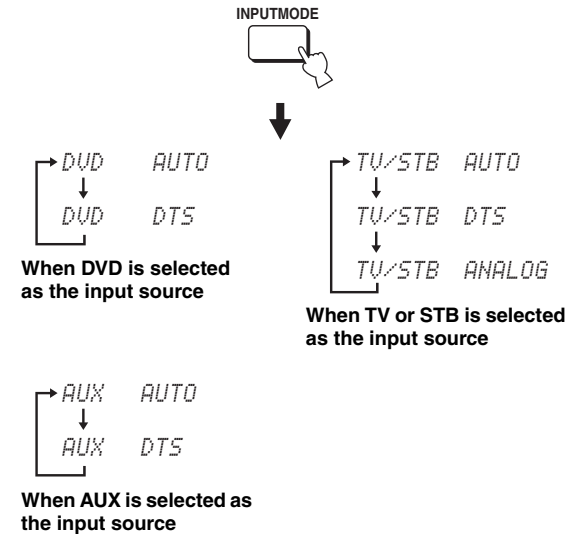 INPUTMODE
DVD AUTO
DVD DTS
When DVD is selected
as the input source
TV/STB AUTO
TV/STB DTS
TV/STB ANALOG
When TV or STB is selected
as the input source
AUX AUTO
AUX DTS
When AUX is selected as
the input source